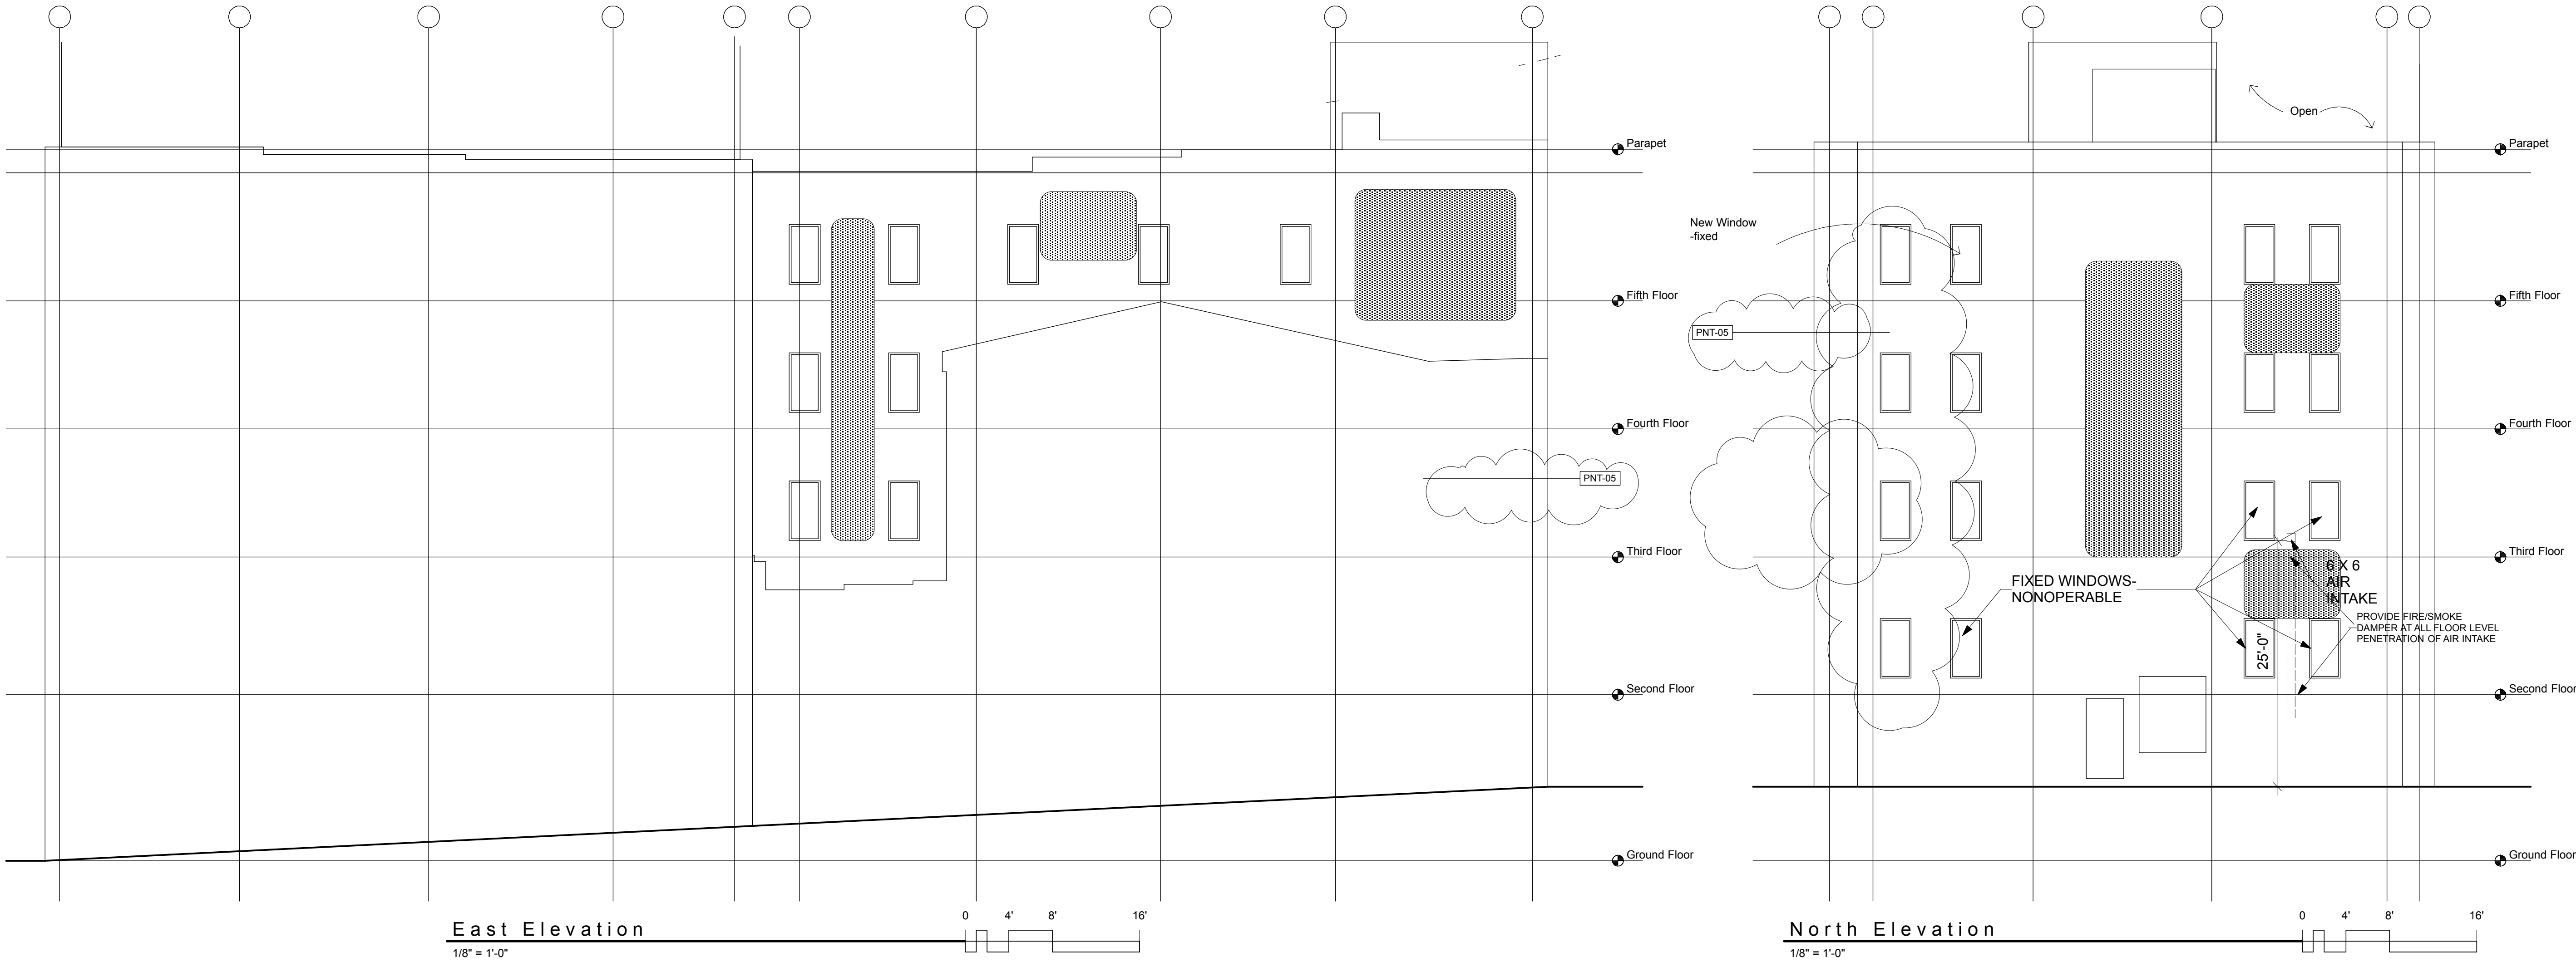 Parapet
Fifth Floor
Fourth Floor
PNT-05
Third Floor
Second Floor
Ground Floor
East Elevation
1/8" = 1'-0"
0 4' 8' 16'
Open
Parapet
New Window
-fixed
Fifth Floor
PNT-05
Fourth Floor
Third Floor
6 X 6
AIR
INTAKE
FIXED WINDOWS-
NONOPERABLE
PROVIDE FIRE/SMOKE
DAMPER AT ALL FLOOR LEVEL
PENETRATION OF AIR INTAKE
25'-0"
Second Floor
Ground Floor
North Elevation
1/8" = 1'-0"
0 4' 8' 16'